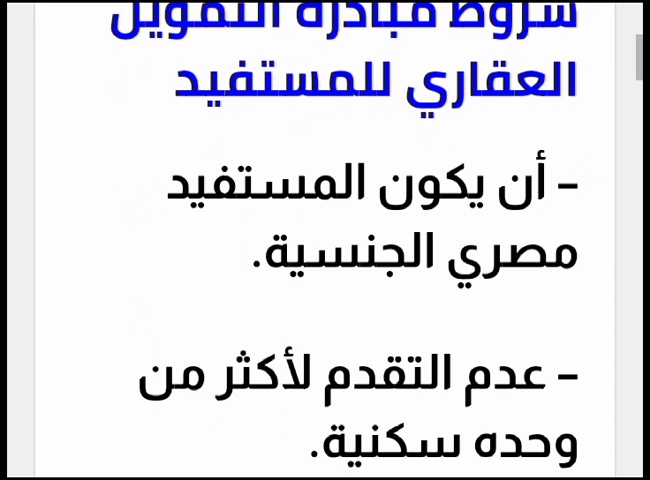 شروط مبادرة التمويل
العقاري للمستفيد
– أن يكون المستفيد
مصري الجنسية.
– عدم التقدم لأكثر من
وحده سكنية.